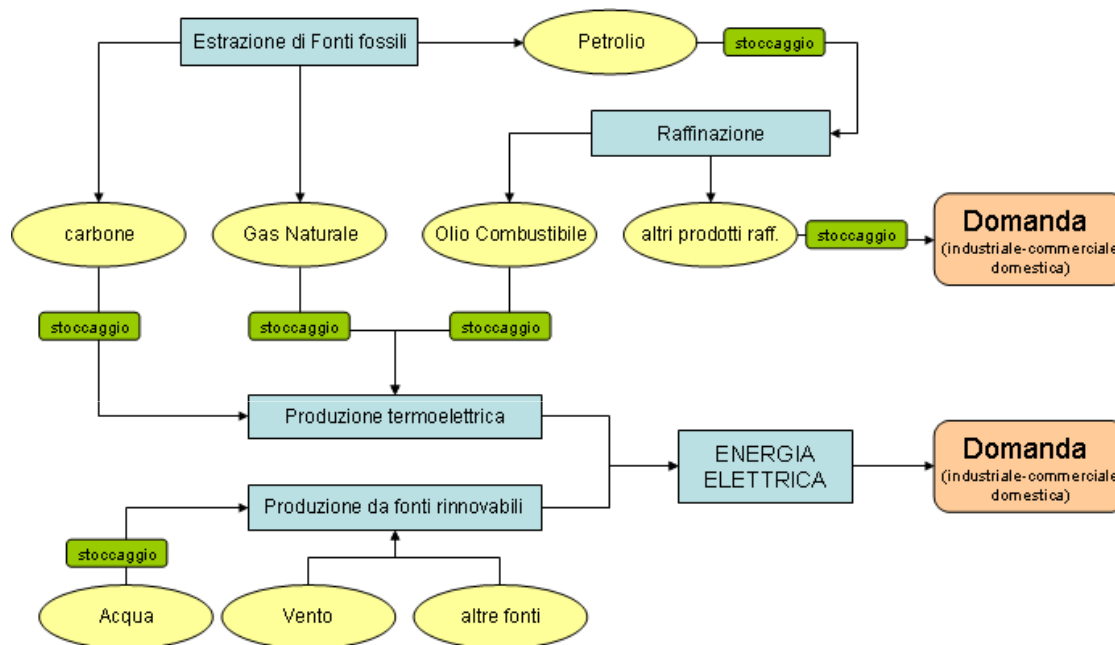 Estrazione di Fonti fossili
Petrolio
stoccaggio
Raffinazione
carbone
Gas Naturale
Olio Combustibile
altri prodotti raff.
stoccaggio
Domanda
(industriale-commerciale
domestica)
stoccaggio
stoccaggio
stoccaggio
Produzione termoelettrica
ENERGIA
ELETTRICA
Domanda
(industriale-commerciale
domestica)
Produzione da fonti rinnovabili
stoccaggio
Acqua
Vento
altre fonti